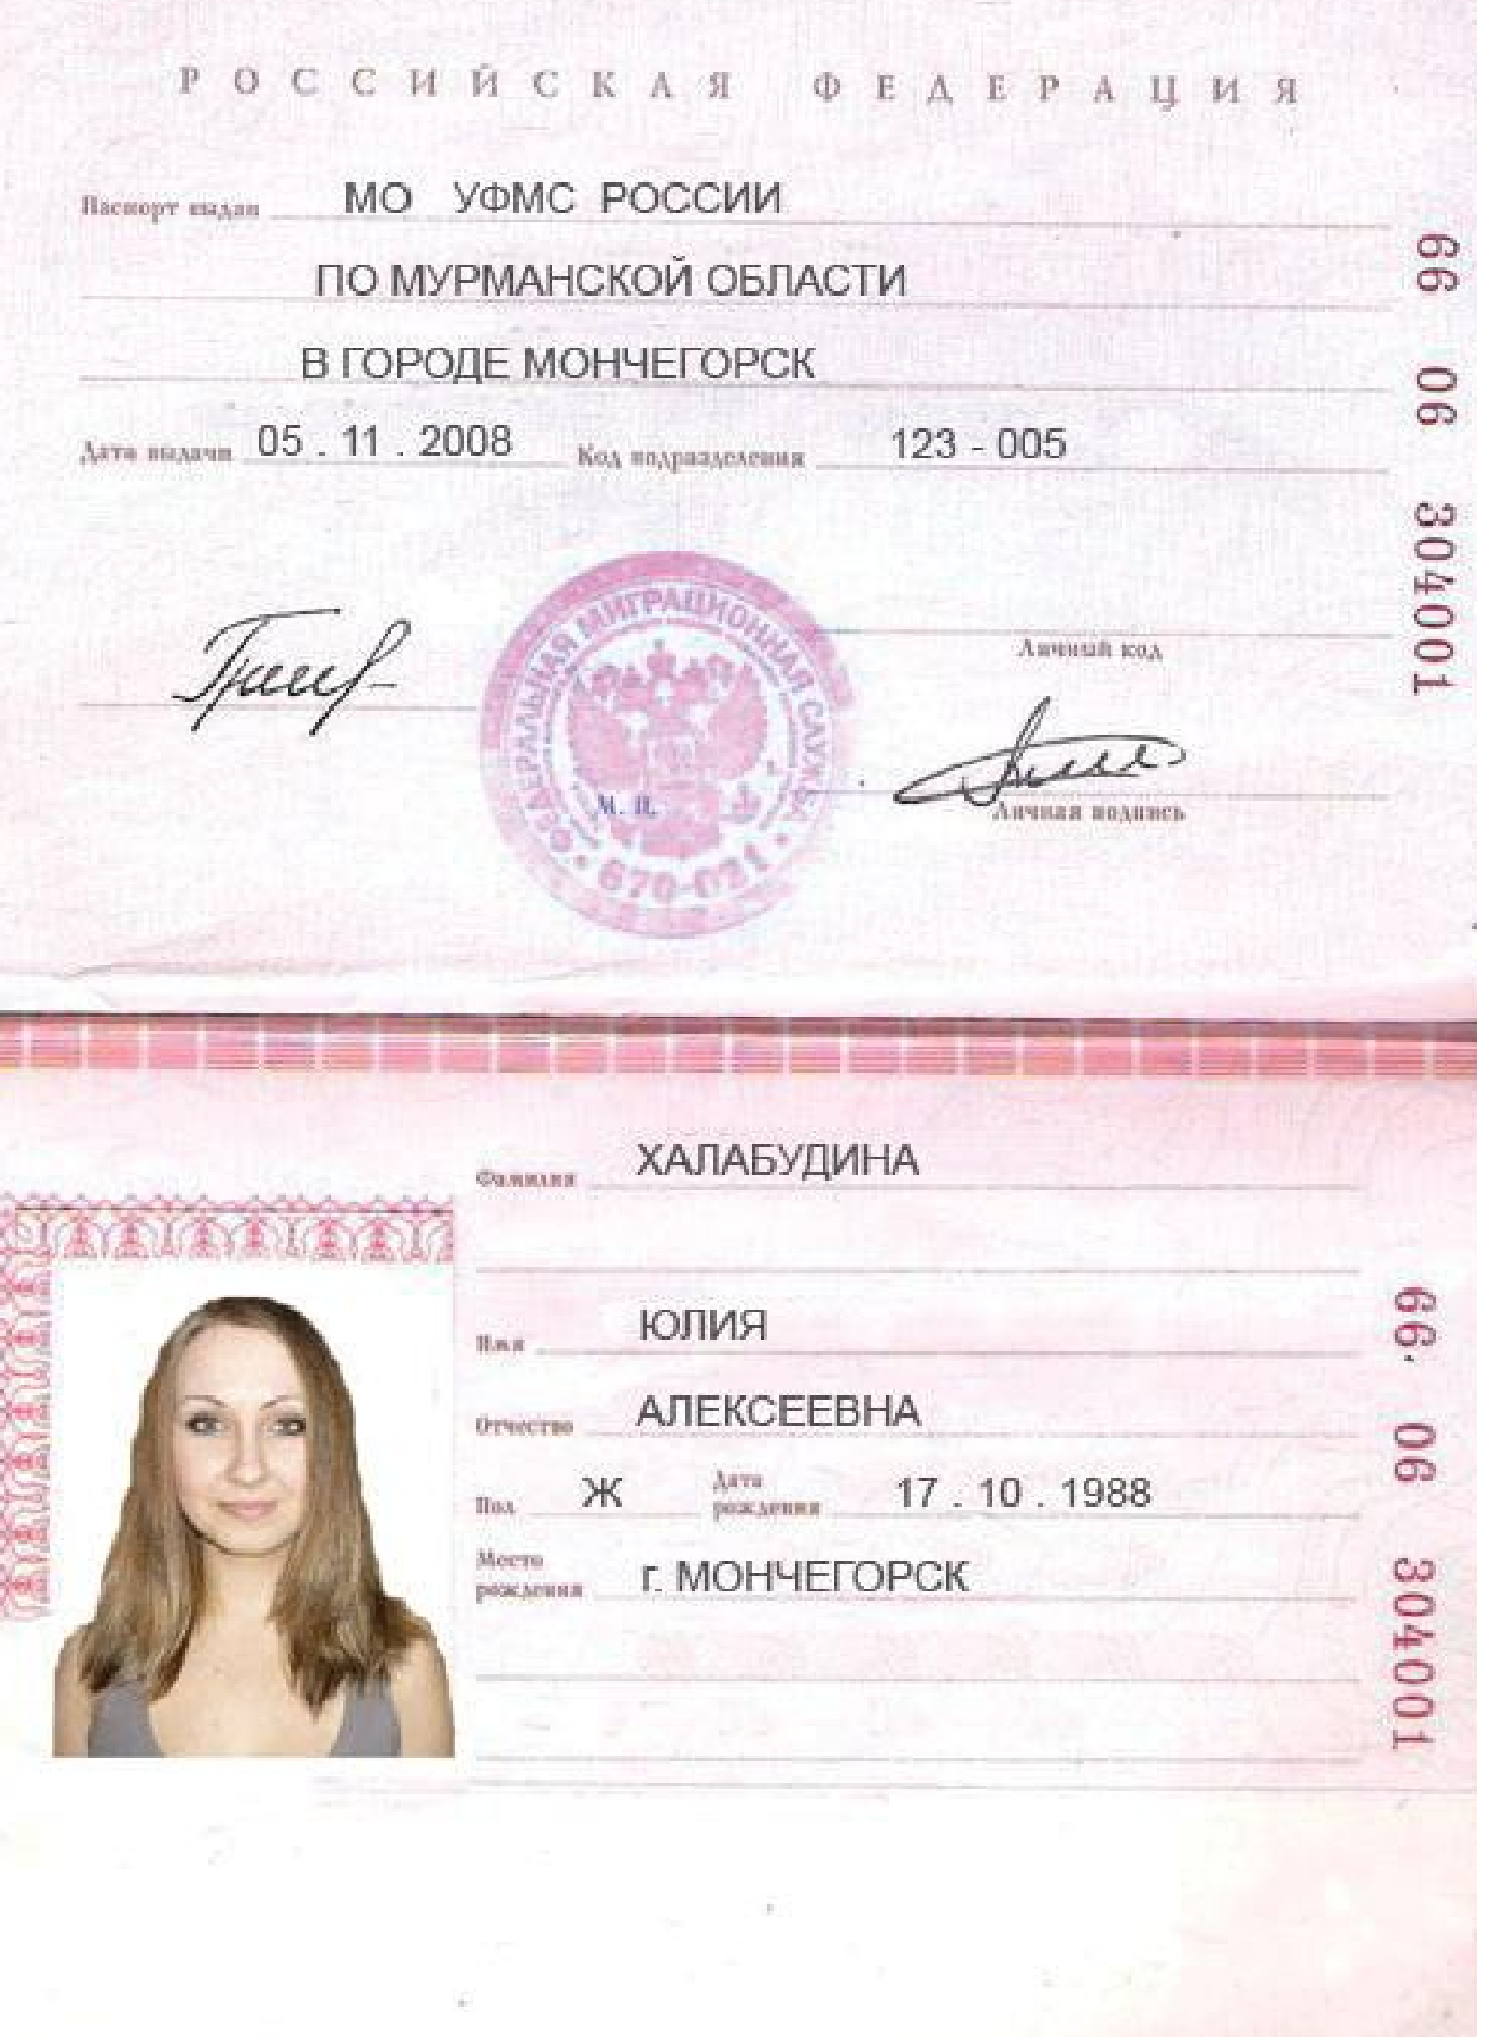 РОССИЙСКАЯ ФЕДЕРАЦИЯ
Паспорт выдан МО УФМС РОССИИ
ПО МУРМАНСКОЙ ОБЛАСТИ
В ГОРОДЕ МОНЧЕГОРСК
Дата выдачи 05 . 11 . 2008 Код подразделения 123 - 005
66 06 304001
ФЕДЕРАЛЬНАЯ МИГРАЦИОННАЯ СЛУЖБА
Личный код
М. П.
Личная подпись
670-021
Фамилия ХАЛАБУДИНА
Имя ЮЛИЯ
Отчество АЛЕКСЕЕВНА
Пол Ж Дата рождения 17 . 10 . 1988
Место рождения г. МОНЧЕГОРСК
66 06 304001